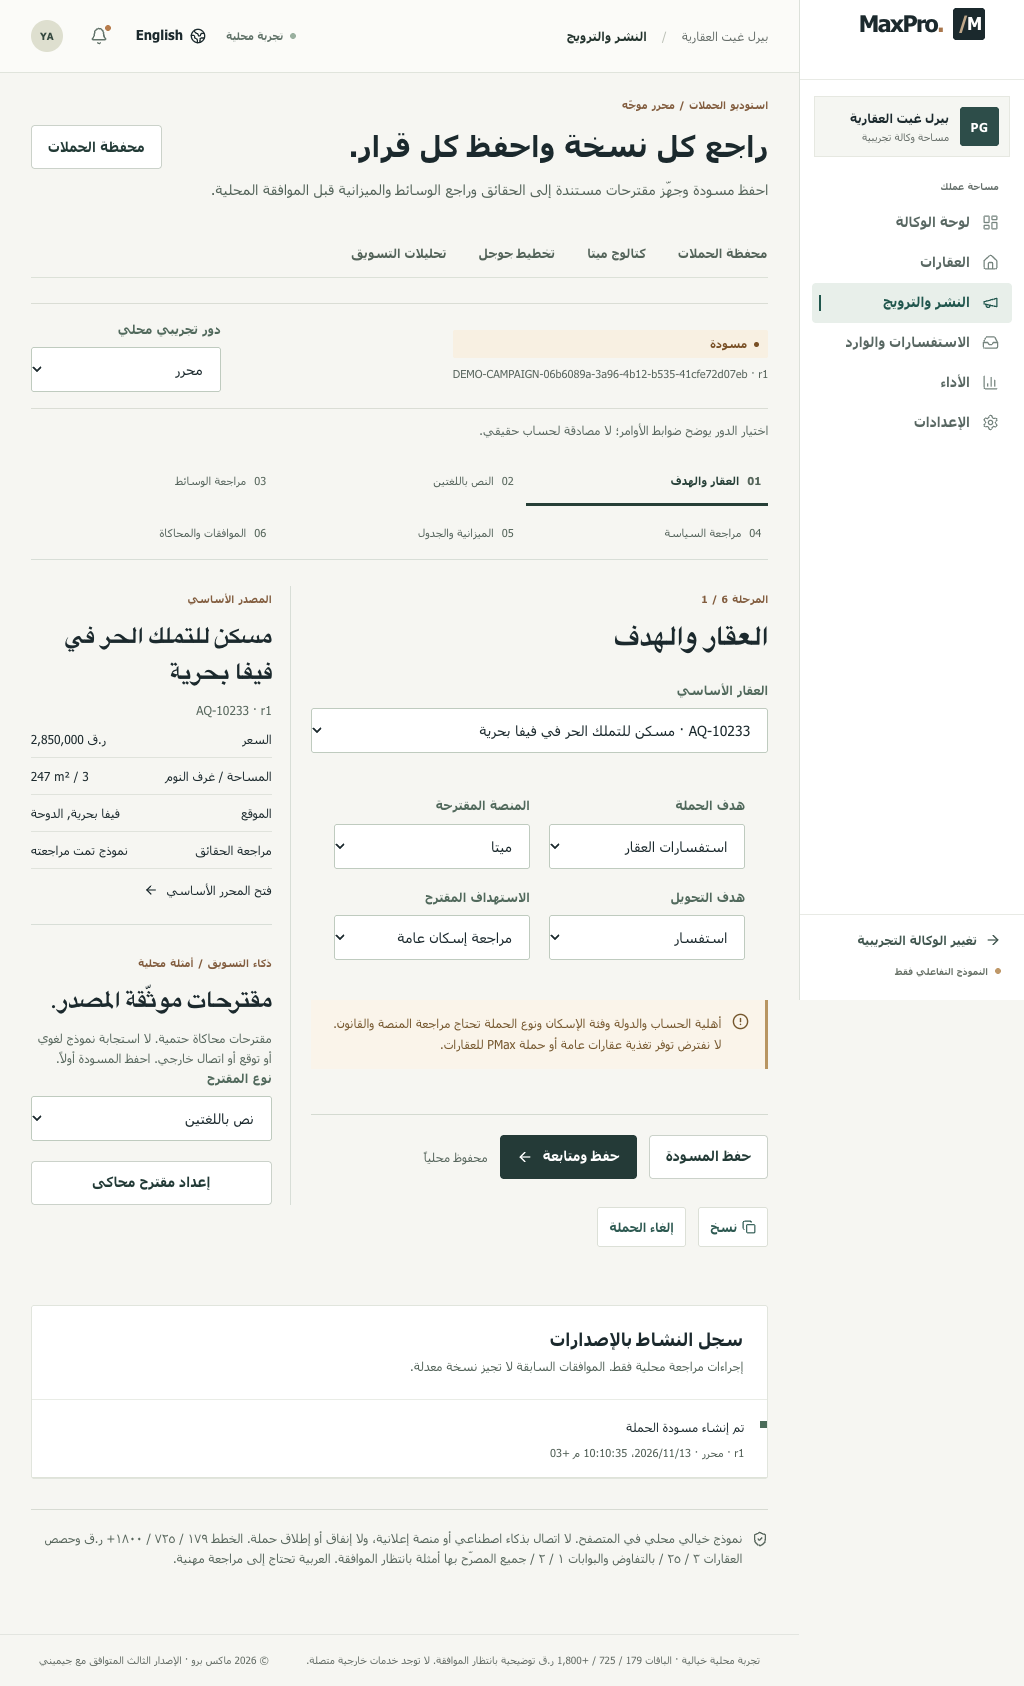 MaxPro.
/M
PG
بيرل غيت العقارية
مساحة وكالة تجريبية
مساحة عملك
لوحة الوكالة
العقارات
النشر والترويج
الاستفسارات والوارد
الأداء
الإعدادات
تغيير الوكالة التجريبية
النموذج التفاعلي فقط
بيرل غيت العقارية / النشر والترويج
تجربة محلية
English
YA
استوديو الحملات / محرر موجّه
راجع كل نسخة واحفظ كل قرار.
محفظة الحملات
احفظ مسودة وجهّز مقترحات مستندة إلى الحقائق وراجع الوسائط والميزانية قبل الموافقة المحلية.
محفظة الحملات
كتالوج ميتا
تخطيط جوجل
تحليلات التسويق
مسودة
DEMO-CAMPAIGN-06b6089a-3a96-4b12-b535-41cfe72d07eb · r1
دور تجريبي محلي
محرر
اختيار الدور يوضح ضوابط الأوامر؛ لا مصادقة لحساب حقيقي.
01 العقار والهدف
02 النص باللغتين
03 مراجعة الوسائط
04 مراجعة السياسة
05 الميزانية والجدول
06 الموافقات والمحاكاة
المرحلة 6 / 1
العقار والهدف
العقار الأساسي
AQ-10233 · مسكن للتملك الحر في فيفا بحرية
هدف الحملة
المنصة المقترحة
استفسارات العقار
ميتا
هدف التحويل
الاستهداف المقترح
استفسار
مراجعة إسكان عامة
أهلية الحساب والدولة وفئة الإسكان ونوع الحملة تحتاج مراجعة المنصة والقانون.
لا نفترض توفر تغذية عقارات عامة أو حملة PMax للعقارات.
حفظ المسودة
حفظ ومتابعة
محفوظ محلياً
نسخ
إلغاء الحملة
المصدر الأساسي
مسكن للتملك الحر في
فيفا بحرية
AQ-10233 · r1
السعر
ر.ق 2,850,000
المساحة / غرف النوم
247 m² / 3
الموقع
فيفا بحرية, الدوحة
مراجعة الحقائق
نموذج تمت مراجعته
فتح المحرر الأساسي
ذكاء التسويق / أمثلة محلية
مقترحات موثّقة المصدر.
مقترحات محاكاة حتمية. لا استجابة نموذج لغوي
أو توقع أو اتصال خارجي. احفظ المسودة أولاً.
نوع المقترح
نص باللغتين
إعداد مقترح محاكى
سجل النشاط بالإصدارات
إجراءات مراجعة محلية فقط. الموافقات السابقة لا تجيز نسخة معدلة.
تم إنشاء مسودة الحملة
r1 · محرر · 2026/11/13، 10:10:35 م +03
نموذج خيالي محلي في المتصفح. لا اتصال بذكاء اصطناعي أو منصة إعلانية، ولا إنفاق أو إطلاق حملة. الخطط ١٧٩ / ٧٢٥ / ١٨٠٠+ ر.ق وحصص
العقارات ٣ / ٢٥ / بالتفاوض والبوابات ١ / ٢ / جميع المصرّح بها أمثلة بانتظار الموافقة. العربية تحتاج إلى مراجعة مهنية.
تجربة محلية خيالية · الباقات 179 / 725 / +1,800 ر.ق توضيحية بانتظار الموافقة. لا توجد خدمات خارجية متصلة.
© 2026 ماكس برو · الإصدار الثالث المتوافق مع جيميني